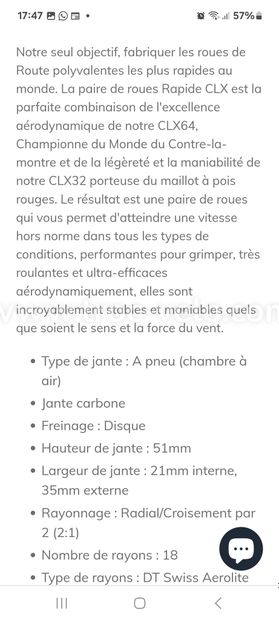 17:47
57%
Notre seul objectif, fabriquer les roues de
Route polyvalentes les plus rapides au
monde. La paire de roues Rapide CLX est la
parfaite combinaison de l'excellence
aérodynamique de notre CLX64,
Championne du Monde du Contre-la-
montre et de la légèreté et la maniabilité de
notre CLX32 porteuse du maillot à pois
rouges. Le résultat est une paire de roues
qui vous permet d'atteindre une vitesse
hors norme dans tous les types de
conditions, performantes pour grimper, très
roulantes et ultra-efficaces
aérodynamiquement, elles sont
incroyablement stables et maniables quels
que soient le sens et la force du vent.
• Type de jante : A pneu (chambre à
air)
• Jante carbone
• Freinage : Disque
• Hauteur de jante : 51mm
• Largeur de jante : 21mm interne,
35mm externe
• Rayonnage : Radial/Croisement par
2 (2:1)
• Nombre de rayons : 18
• Type de rayons : DT Swiss Aerolite